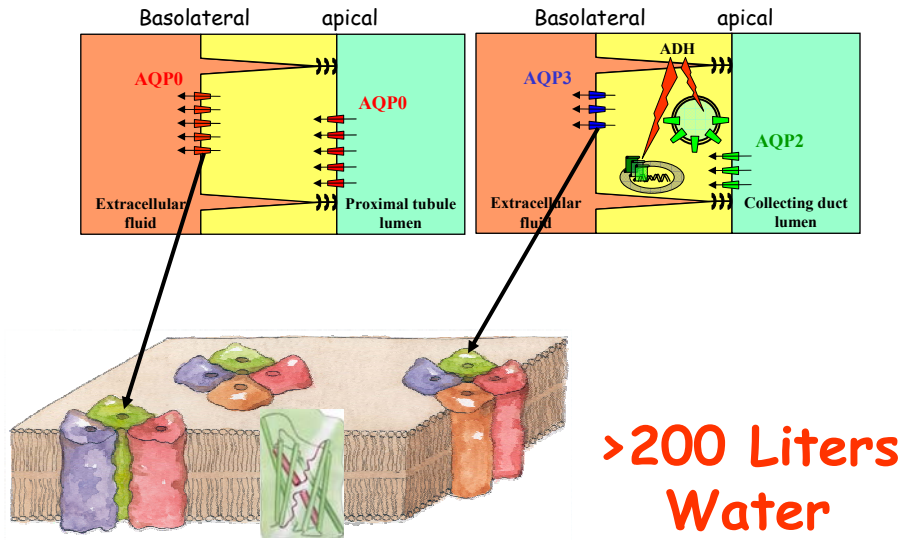 Basolateral apical
AQP0
AQP0
Extracellular
fluid
Proximal tubule
lumen
Basolateral apical
ADH
AQP3
AQP2
Extracellular
fluid
Collecting duct
lumen
>200 Liters
Water